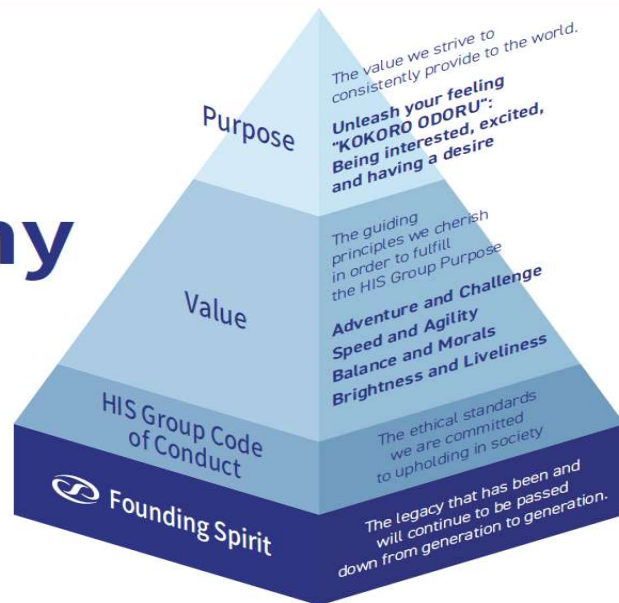 ny
Purpose
The value we strive to
consistently provide to the world.
Unleash your feeling
"KOKORO ODORU":
Being interested, excited,
and having a desire
Value
The guiding
principles we cherish
in order to fulfill
the HIS Group Purpose
Adventure and Challenge
Speed and Agility
Balance and Morals
Brightness and Liveliness
HIS Group Code
of Conduct
The ethical standards
we are committed
to upholding in society
Founding Spirit
The legacy that has been and
will continue to be passed
down from generation to generation.